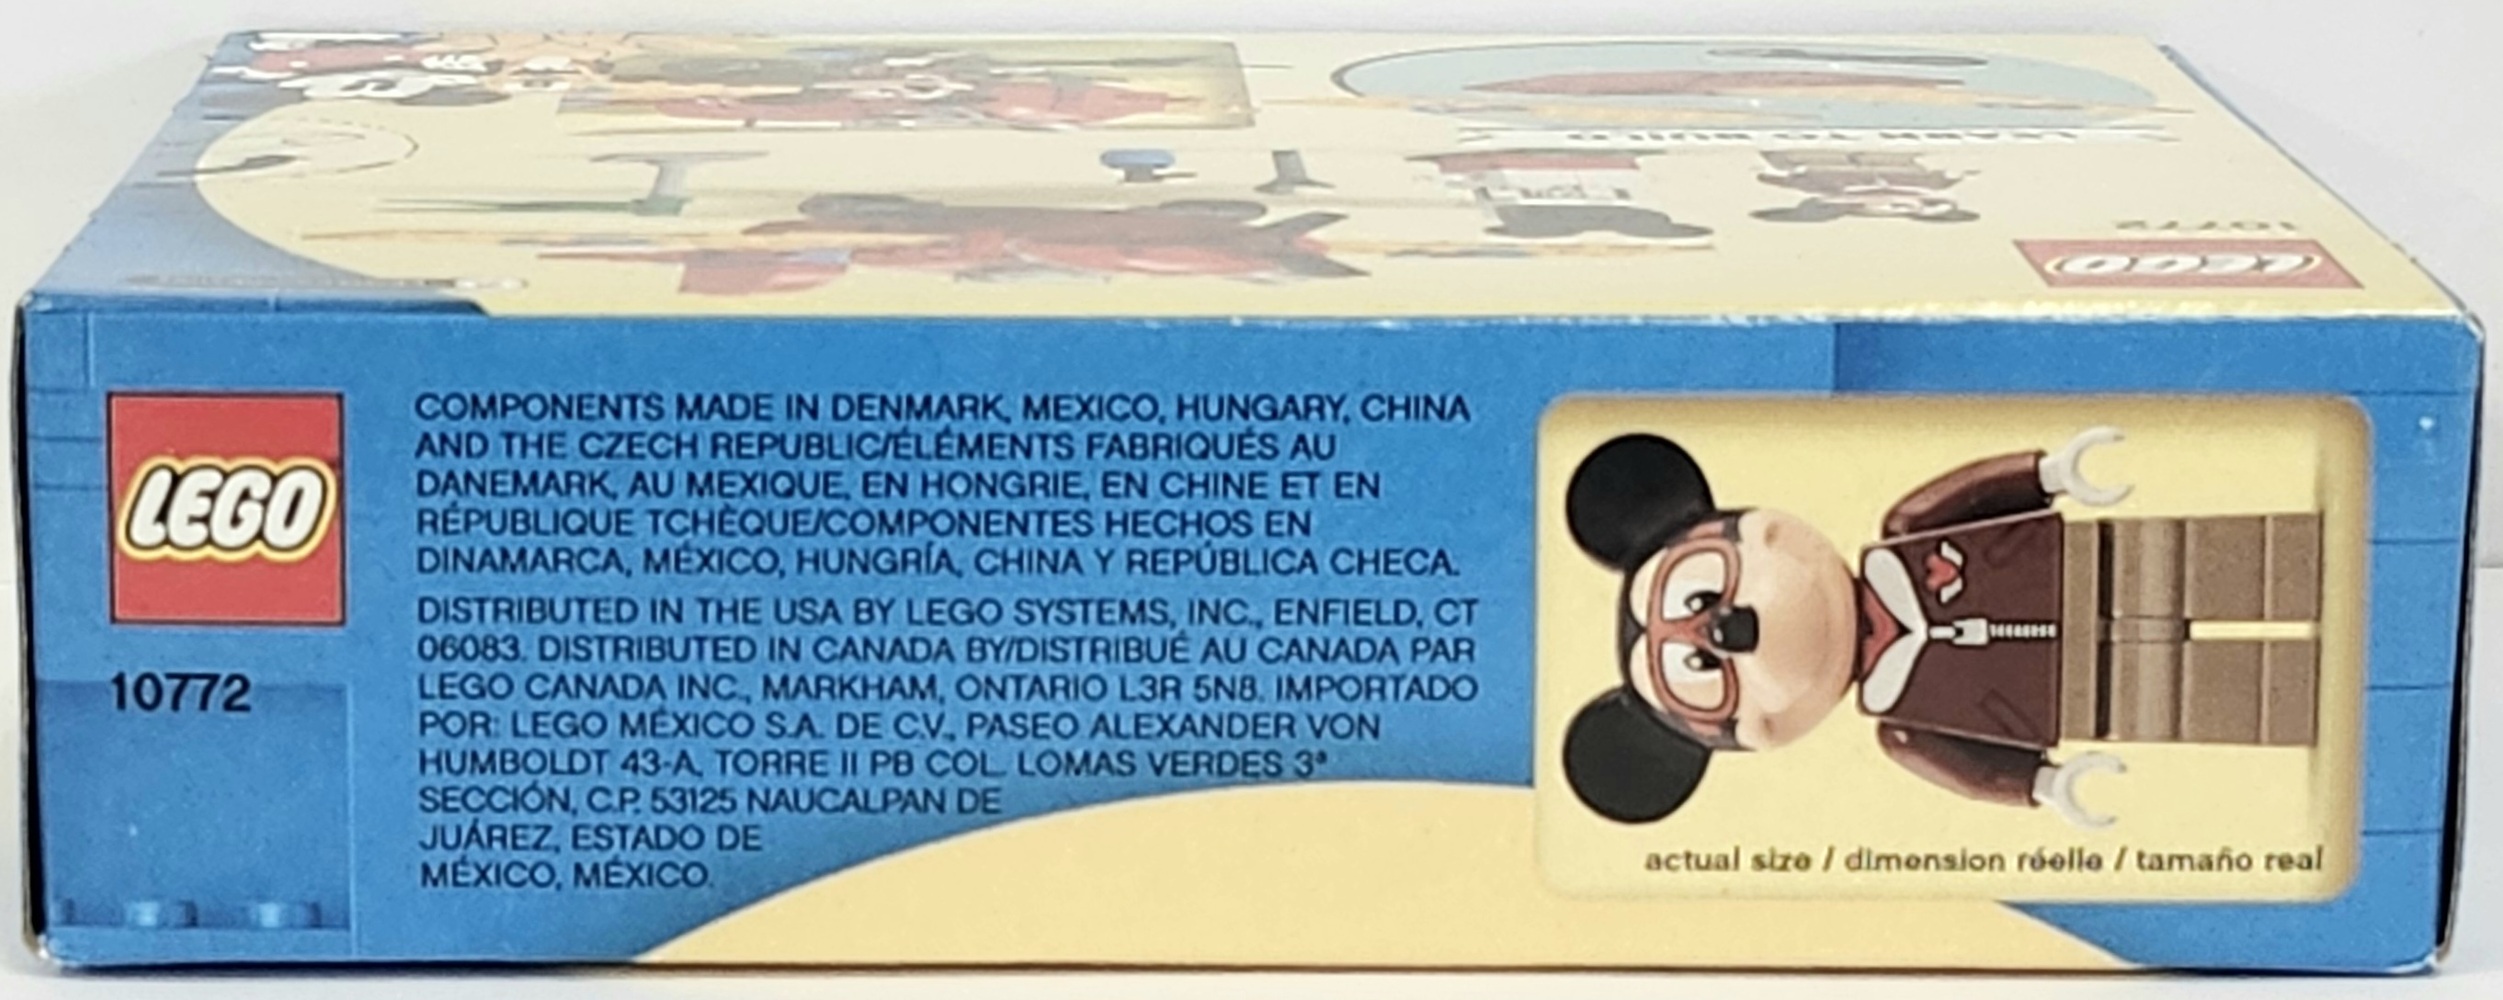 LEARN TO BUILD
10772
LEGO
LEGO
10772
COMPONENTS MADE IN DENMARK, MEXICO, HUNGARY, CHINA
AND THE CZECH REPUBLIC/ÉLÉMENTS FABRIQUÉS AU
DANEMARK, AU MEXIQUE, EN HONGRIE, EN CHINE ET EN
RÉPUBLIQUE TCHÈQUE/COMPONENTES HECHOS EN
DINAMARCA, MÉXICO, HUNGRÍA, CHINA Y REPÚBLICA CHECA.
DISTRIBUTED IN THE USA BY LEGO SYSTEMS, INC., ENFIELD, CT
06083. DISTRIBUTED IN CANADA BY/DISTRIBUÉ AU CANADA PAR
LEGO CANADA INC., MARKHAM, ONTARIO L3R 5N8. IMPORTADO
POR: LEGO MÉXICO S.A. DE C.V., PASEO ALEXANDER VON
HUMBOLDT 43-A, TORRE II PB COL. LOMAS VERDES 3ª
SECCIÓN, C.P. 53125 NAUCALPAN DE
JUÁREZ, ESTADO DE
MÉXICO, MÉXICO.
actual size / dimension réelle / tamaño real